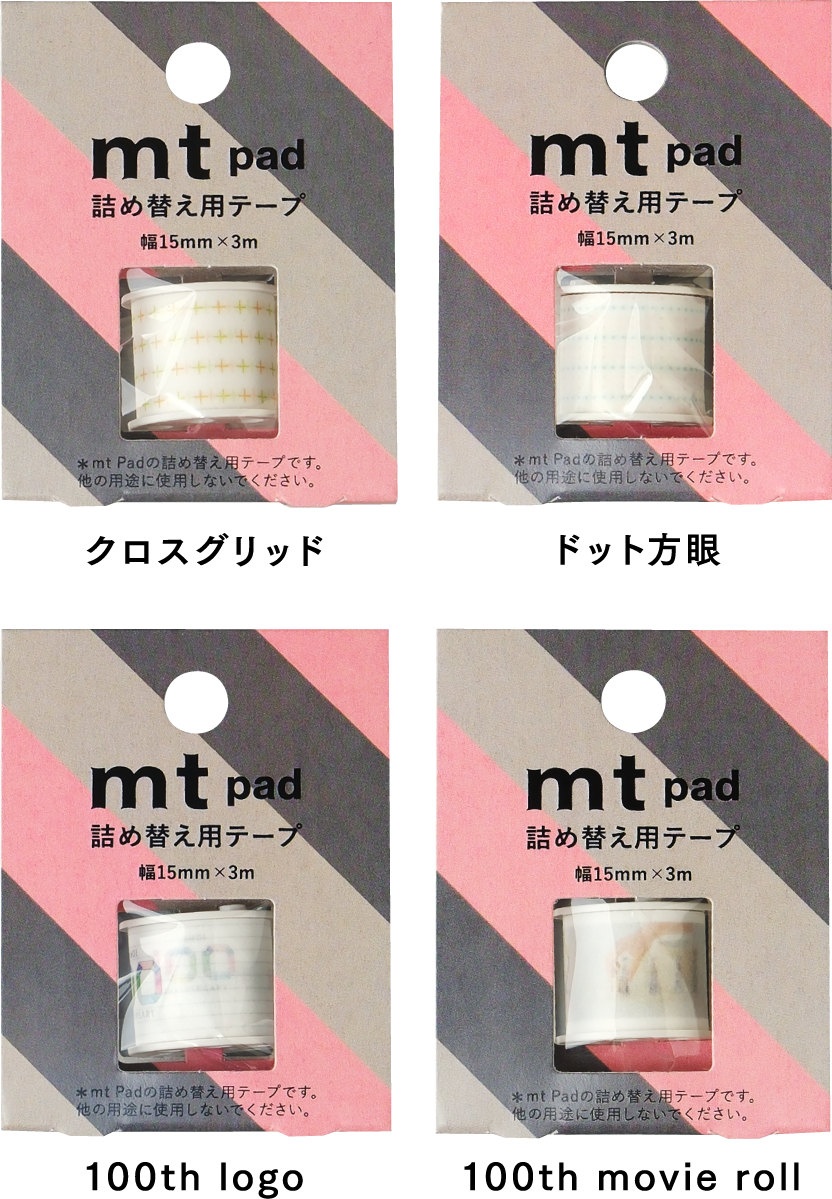 mt pad
詰め替え用テープ
幅15mm×3m
＊mt Padの詰め替え用テープです。
他の用途に使用しないでください。
クロスグリッド
mt pad
詰め替え用テープ
幅15mm×3m
＊mt Padの詰め替え用テープです。
他の用途に使用しないでください。
ドット方眼
mt pad
詰め替え用テープ
幅15mm×3m
＊mt Padの詰め替え用テープです。
他の用途に使用しないでください。
100th logo
mt pad
詰め替え用テープ
幅15mm×3m
＊mt Padの詰め替え用テープです。
他の用途に使用しないでください。
100th movie roll